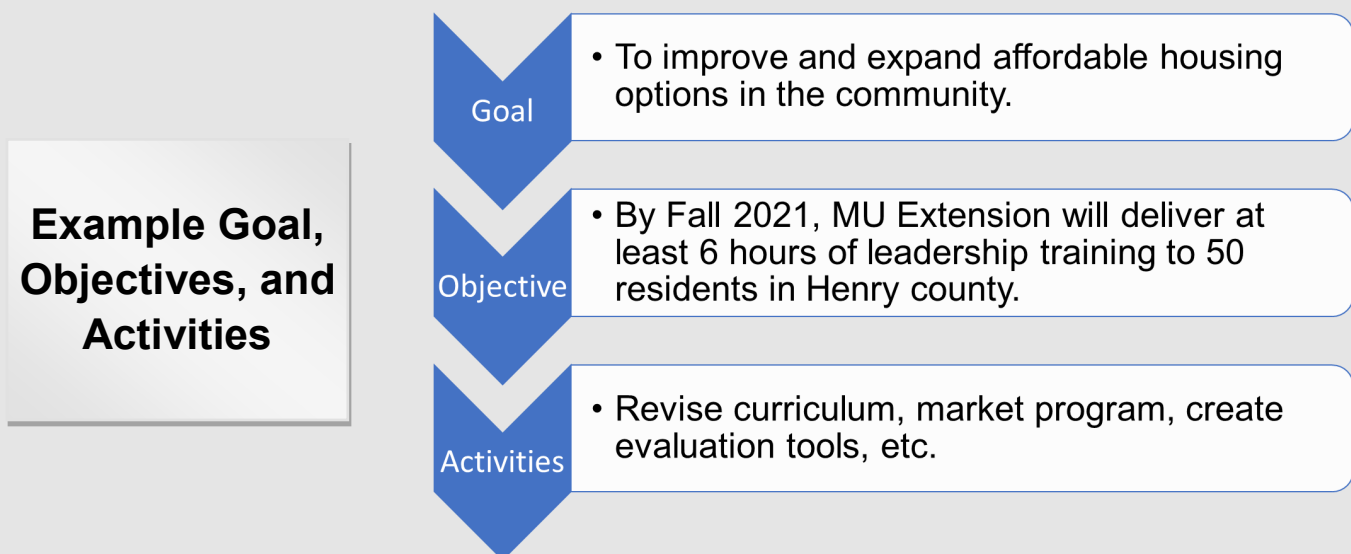 Example Goal,
Objectives, and
Activities
Goal
• To improve and expand affordable housing
options in the community.
Objective
• By Fall 2021, MU Extension will deliver at
least 6 hours of leadership training to 50
residents in Henry county.
Activities
• Revise curriculum, market program, create
evaluation tools, etc.